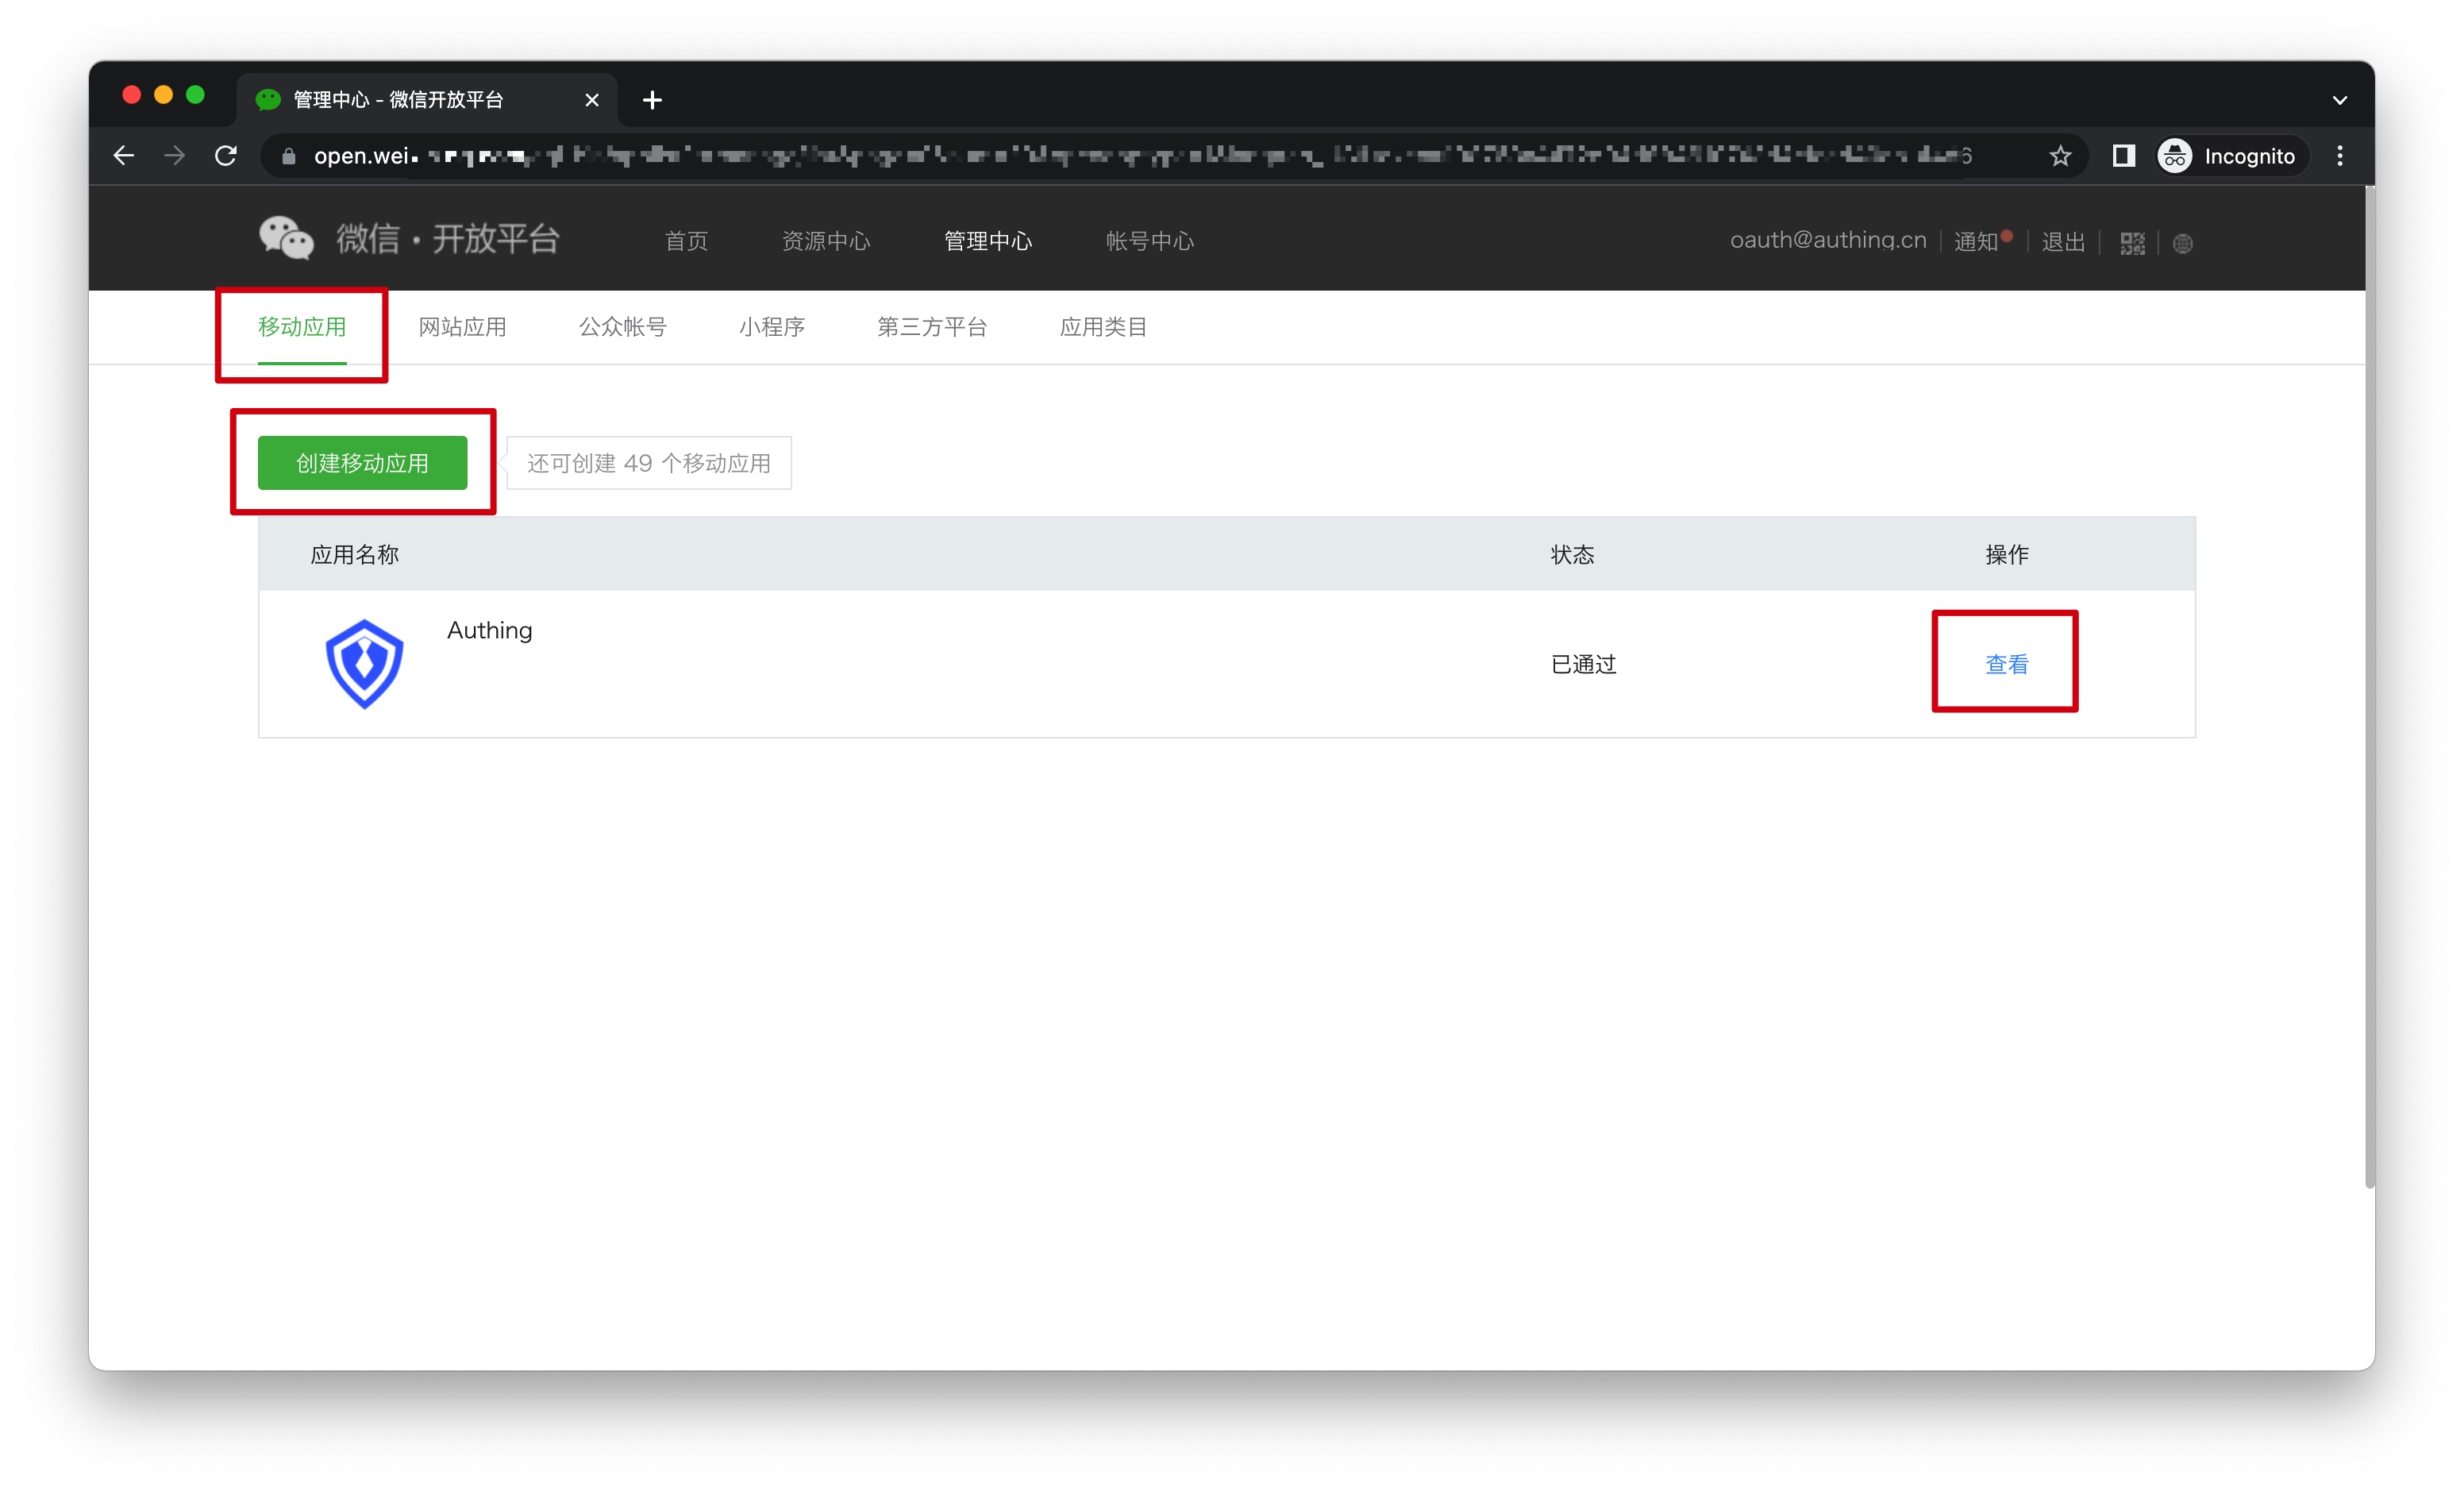 管理中心 - 微信开放平台
open.wei
Incognito
微信·开放平台 首页 资源中心 管理中心 帐号中心 oauth@authing.cn 通知 退出
移动应用 网站应用 公众帐号 小程序 第三方平台 应用类目
创建移动应用 还可创建 49 个移动应用
应用名称 状态 操作
Authing
已通过 查看